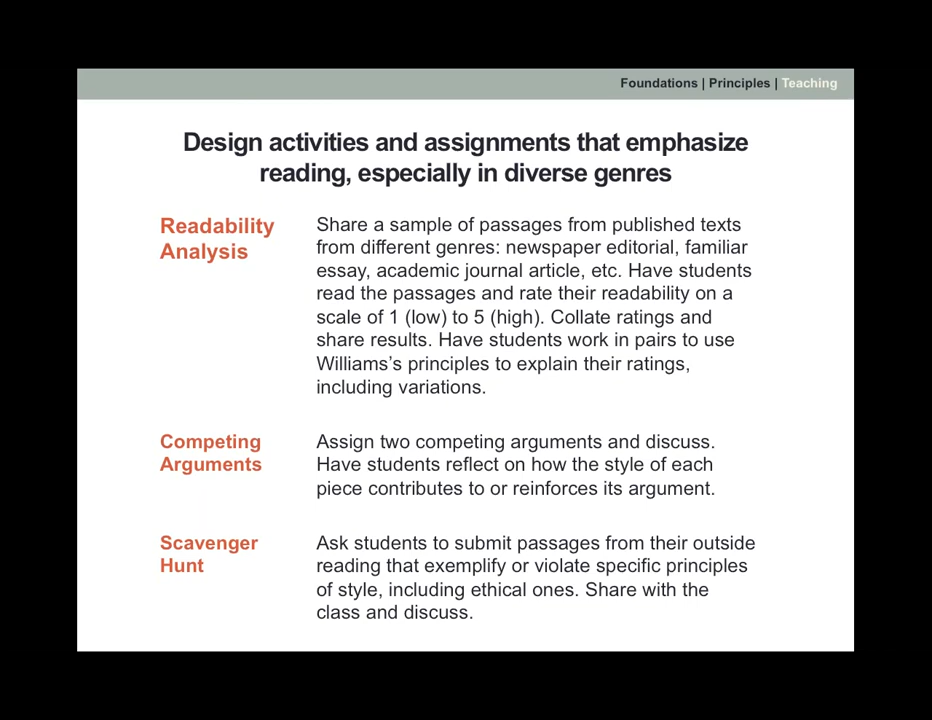 Foundations | Principles | Teaching
Design activities and assignments that emphasize
reading, especially in diverse genres
Readability
Analysis
Share a sample of passages from published texts
from different genres: newspaper editorial, familiar
essay, academic journal article, etc. Have students
read the passages and rate their readability on a
scale of 1 (low) to 5 (high). Collate ratings and
share results. Have students work in pairs to use
Williams’s principles to explain their ratings,
including variations.
Competing
Arguments
Assign two competing arguments and discuss.
Have students reflect on how the style of each
piece contributes to or reinforces its argument.
Scavenger
Hunt
Ask students to submit passages from their outside
reading that exemplify or violate specific principles
of style, including ethical ones. Share with the
class and discuss.